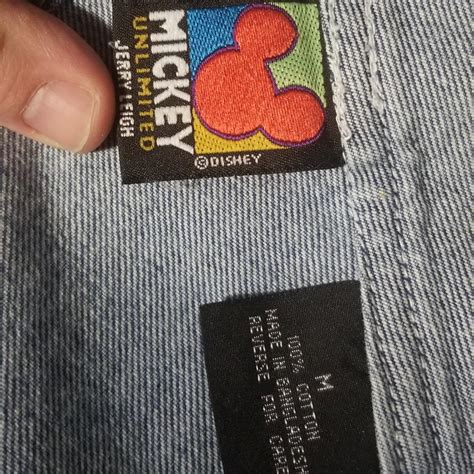 MICKEY
UNLIMITED
JERRY LEIGH
©DISNEY
M
100% COTTON
MADE IN BANGLADESH
REVERSE FOR CARE